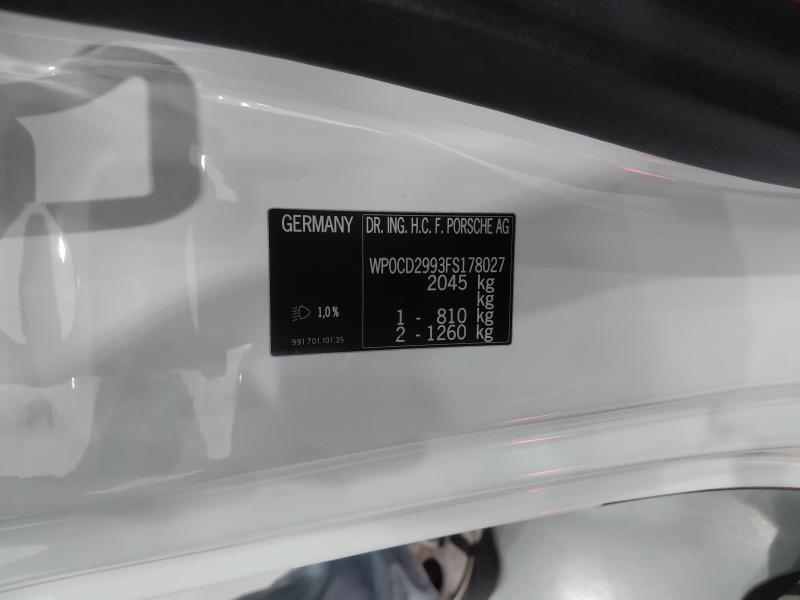 GERMANY
DR. ING. H.C. F. PORSCHE AG
WP0CD2993FS178027
2045 kg
kg
1 - 810 kg
2 - 1260 kg
1,0%
991.701.101.35